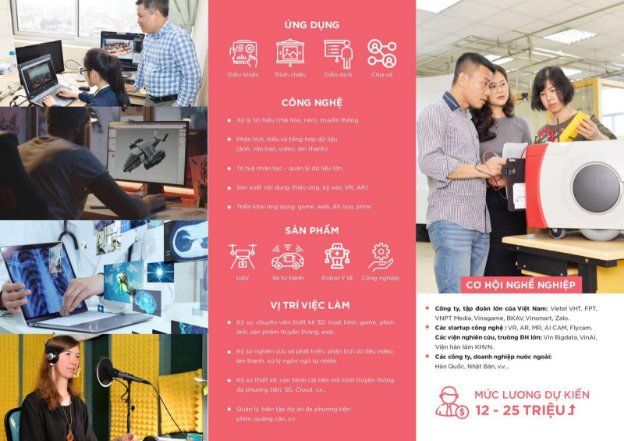 ỨNG DỤNG
Điều khiển
Trình chiếu
Diễn dịch
Chia sẻ
CÔNG NGHỆ
Xử lý tín hiệu (mã hóa, nén), truyền thông
Phân tích, hiểu và tổng hợp dữ liệu
(ảnh, văn bản, video, âm thanh)
Trí tuệ nhân tạo - quản lý dữ liệu lớn
Sản xuất nội dung (hiệu ứng, kỹ xảo, VR, AR)
Triển khai ứng dụng: game, web, đồ họa, phim
SẢN PHẨM
UAV
Xe tự hành
Robot Y tế
Công nghiệp
VỊ TRÍ VIỆC LÀM
Kỹ sư, chuyên viên thiết kế 3D, hoạt hình, game, phim
ảnh, sản phẩm truyền thông, web.
Kỹ sư nghiên cứu và phát triển, phân tích dữ liệu video,
âm thanh, xử lý ngôn ngữ tự nhiên.
Kỹ sư thiết kế, vận hành cải tiến mô hình truyền thông
đa phương tiện: 5G, Cloud, v.v...
Quản lý, biên tập dự án đa phương tiện:
phim, quảng cáo, v.v
CƠ HỘI NGHỀ NGHIỆP
Công ty, tập đoàn lớn của Việt Nam: Viettel VHT, FPT,
VNPT Media, Vinagame, BKAV, Vinsmart, Zalo.
Các startup công nghệ : VR, AR, MR, AI CAM, Flycam.
Các viện nghiên cứu, trường ĐH lớn: Vin Bigdata, VinAI,
Viện hàn lâm KHVN.
Các công ty, doanh nghiệp nước ngoài:
Hàn Quốc, Nhật Bản, v.v...
MỨC LƯƠNG DỰ KIẾN
12 - 25 TRIỆU